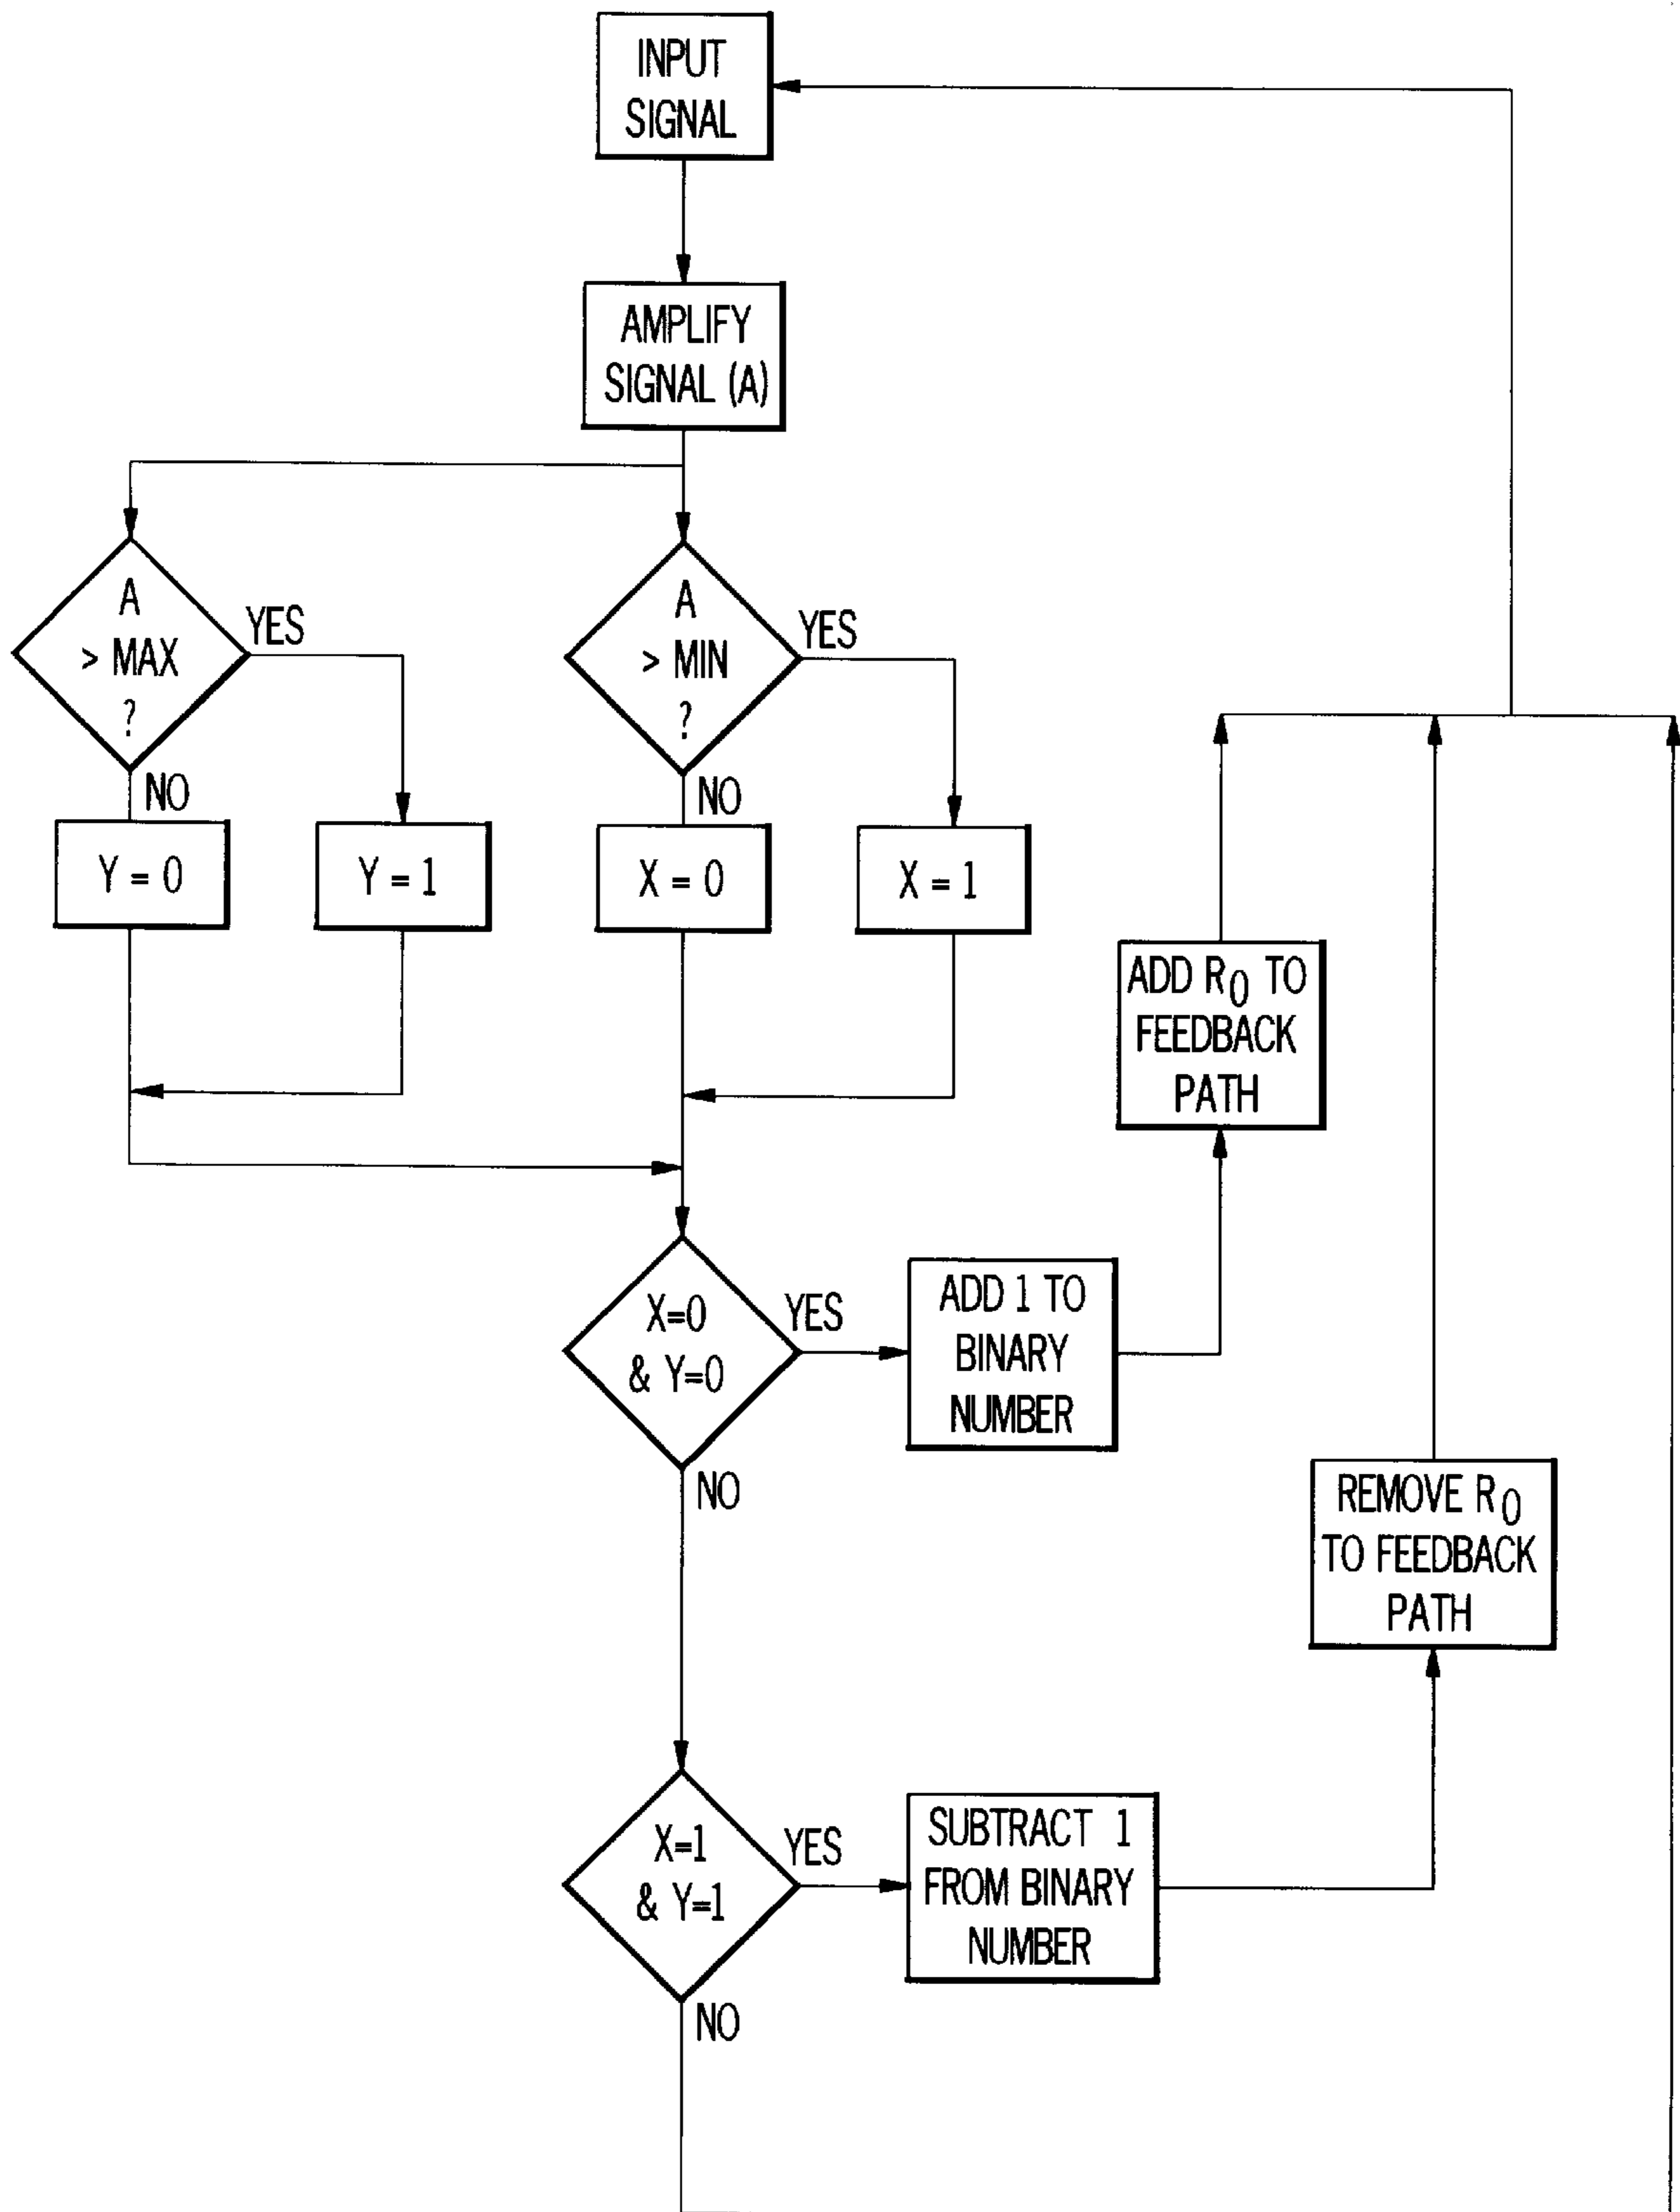 INPUT
SIGNAL
AMPLIFY
SIGNAL (A)
A
> MAX
?
YES
NO
A
> MIN
?
YES
NO
Y = 0
Y = 1
X = 0
X = 1
ADD R0 TO
FEEDBACK
PATH
X=0
& Y=0
YES
NO
ADD 1 TO
BINARY
NUMBER
REMOVE R0
TO FEEDBACK
PATH
X=1
& Y=1
YES
NO
SUBTRACT 1
FROM BINARY
NUMBER